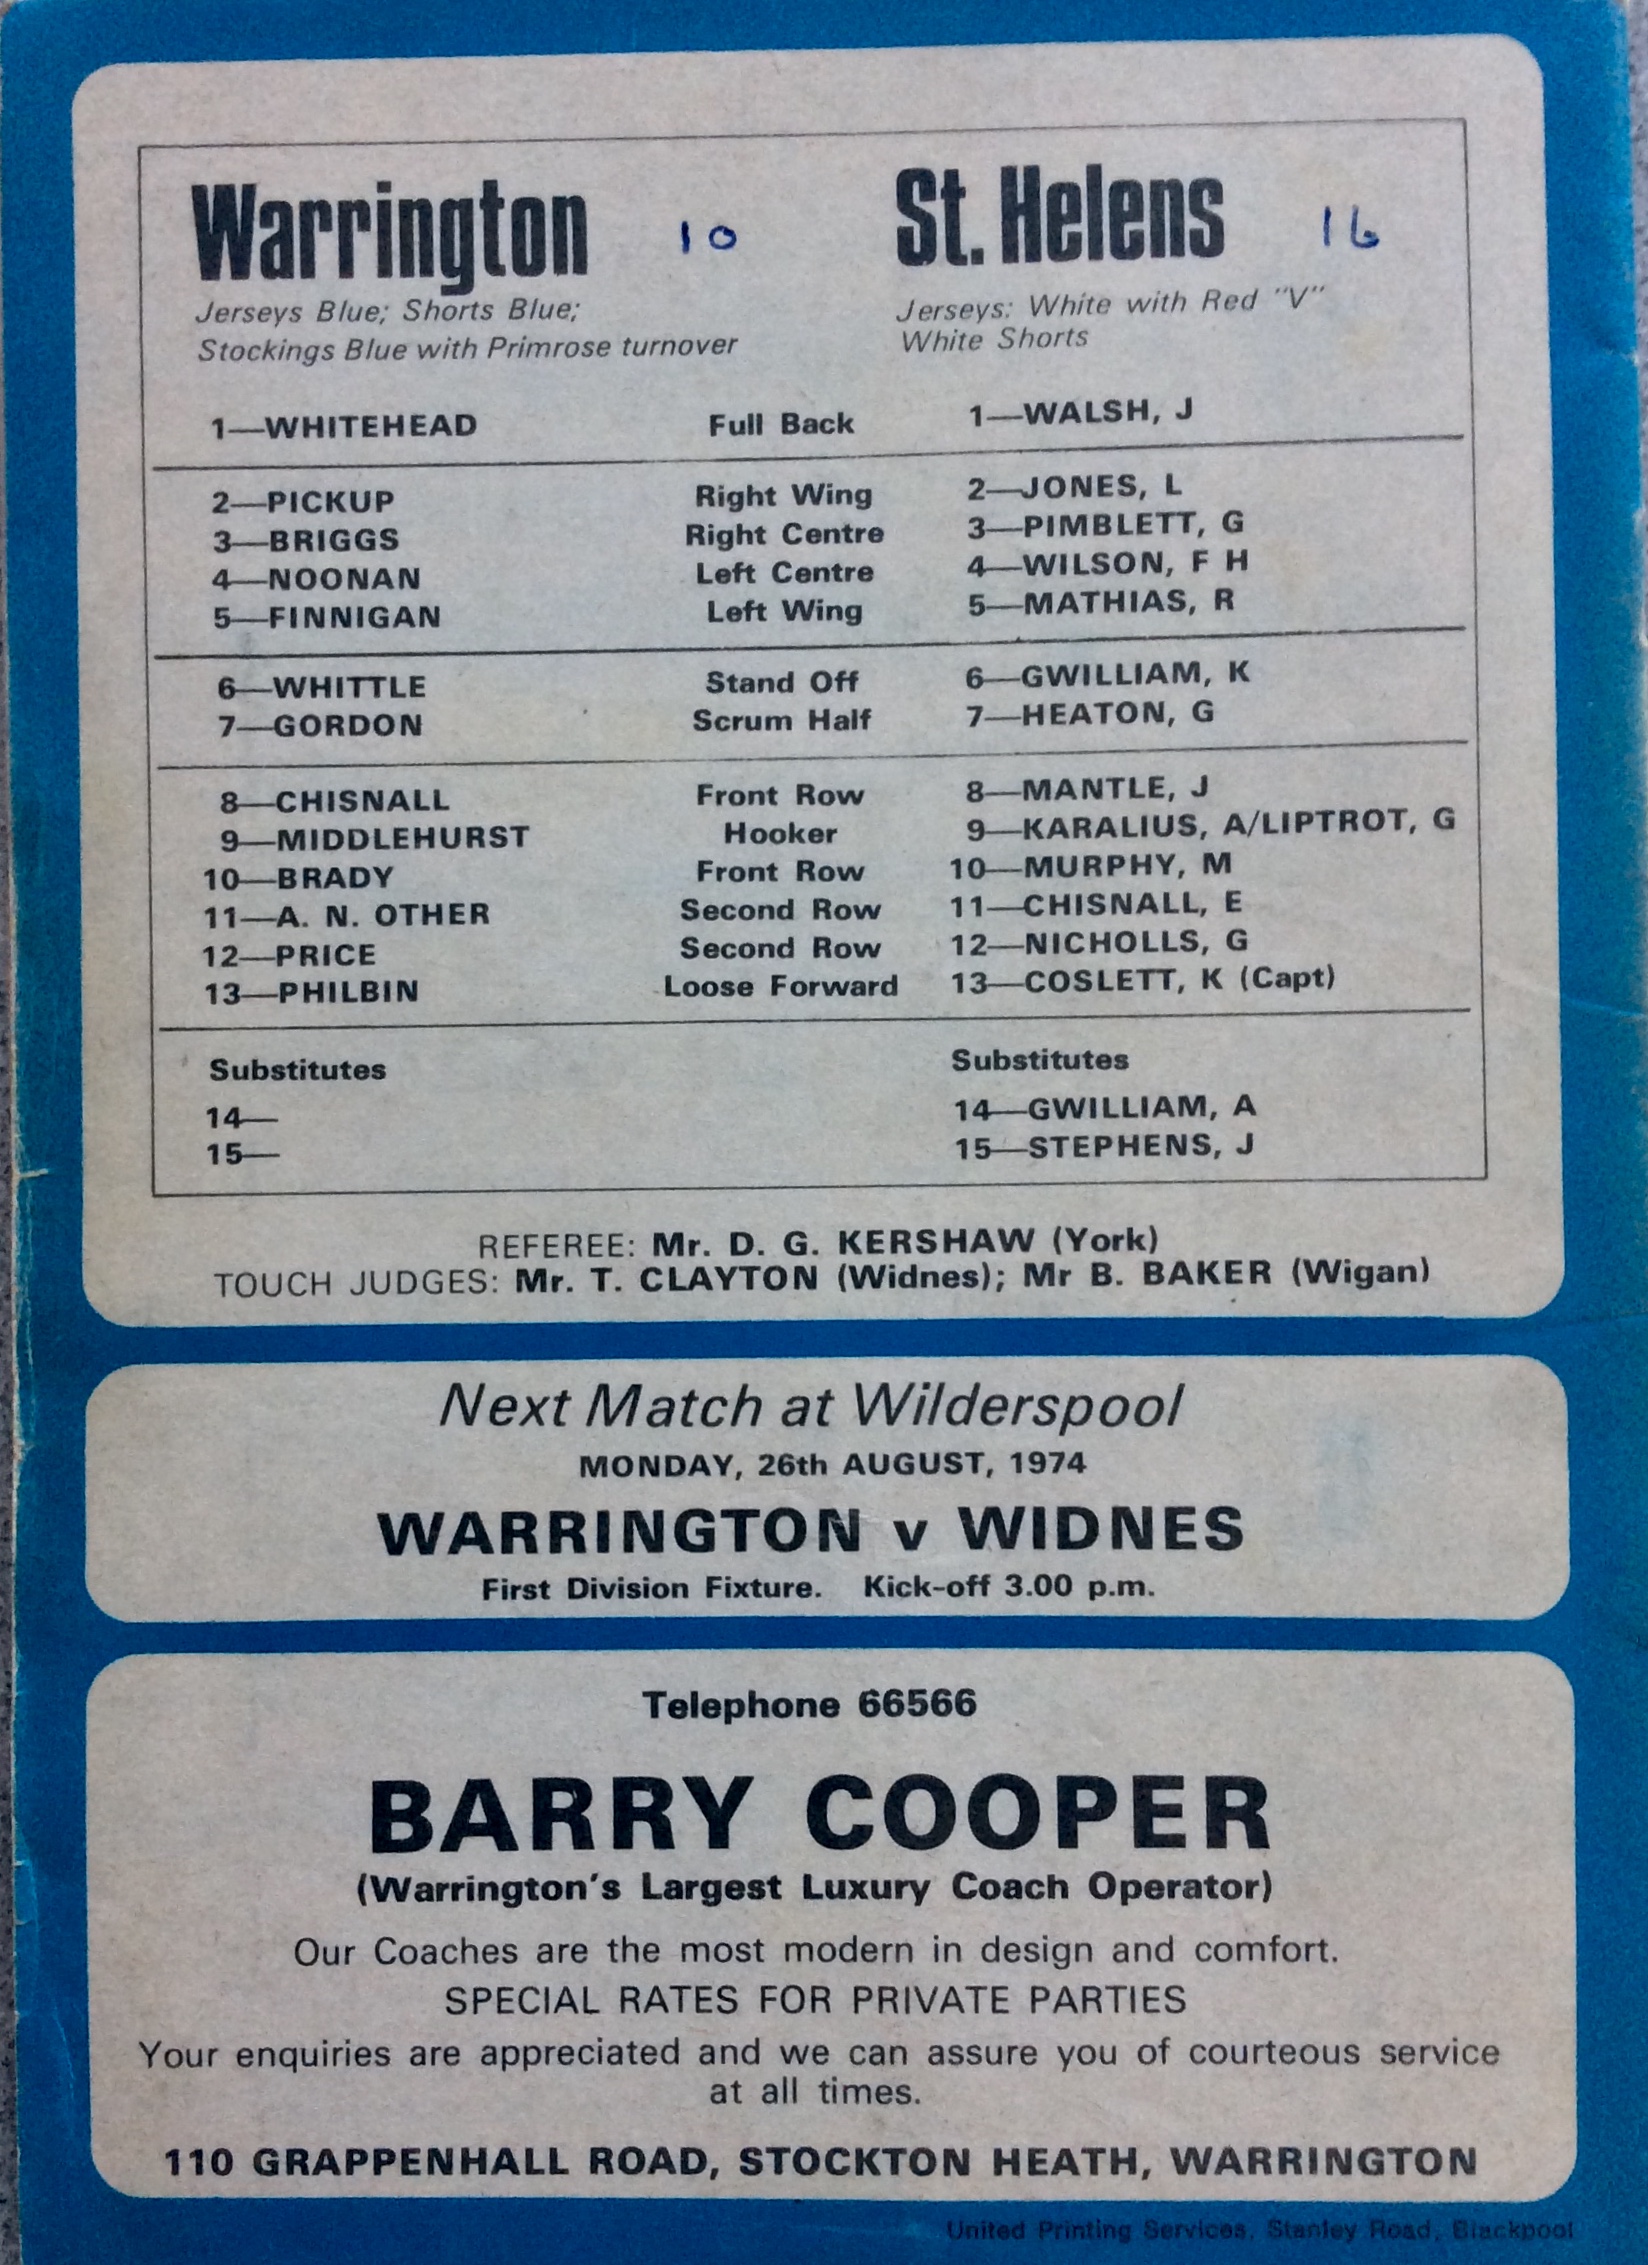 Warrington 10 St. Helens 16
Jerseys Blue; Shorts Blue; Jerseys: White with Red "V"
Stockings Blue with Primrose turnover White Shorts
1—WHITEHEAD Full Back 1—WALSH, J
2—PICKUP Right Wing 2—JONES, L
3—BRIGGS Right Centre 3—PIMBLETT, G
4—NOONAN Left Centre 4—WILSON, F H
5—FINNIGAN Left Wing 5—MATHIAS, R
6—WHITTLE Stand Off 6—GWILLIAM, K
7—GORDON Scrum Half 7—HEATON, G
8—CHISNALL Front Row 8—MANTLE, J
9—MIDDLEHURST Hooker 9—KARALIUS, A/LIPTROT, G
10—BRADY Front Row 10—MURPHY, M
11—A. N. OTHER Second Row 11—CHISNALL, E
12—PRICE Second Row 12—NICHOLLS, G
13—PHILBIN Loose Forward 13—COSLETT, K (Capt)
Substitutes Substitutes
14— 14—GWILLIAM, A
15— 15—STEPHENS, J
REFEREE: Mr. D. G. KERSHAW (York)
TOUCH JUDGES: Mr. T. CLAYTON (Widnes); Mr B. BAKER (Wigan)
Next Match at Wilderspool
MONDAY, 26th AUGUST, 1974
WARRINGTON v WIDNES
First Division Fixture. Kick-off 3.00 p.m.
Telephone 66566
BARRY COOPER
(Warrington's Largest Luxury Coach Operator)
Our Coaches are the most modern in design and comfort.
SPECIAL RATES FOR PRIVATE PARTIES
Your enquiries are appreciated and we can assure you of courteous service
at all times.
110 GRAPPENHALL ROAD, STOCKTON HEATH, WARRINGTON
United Printing Services, Stanley Road, Blackpool